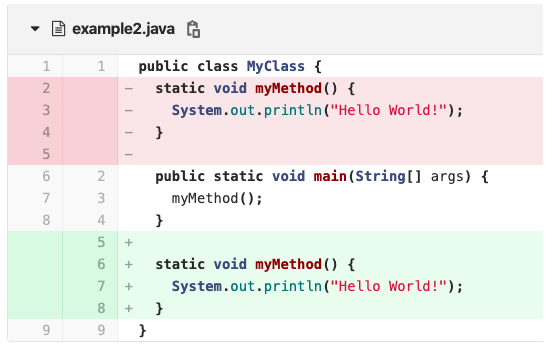 example2.java
1 1 public class MyClass {
2 - static void myMethod() {
3 - System.out.println("Hello World!");
4 - }
5 -
6 2 public static void main(String[] args) {
7 3 myMethod();
8 4 }
5 +
6 + static void myMethod() {
7 + System.out.println("Hello World!");
8 + }
9 9 }